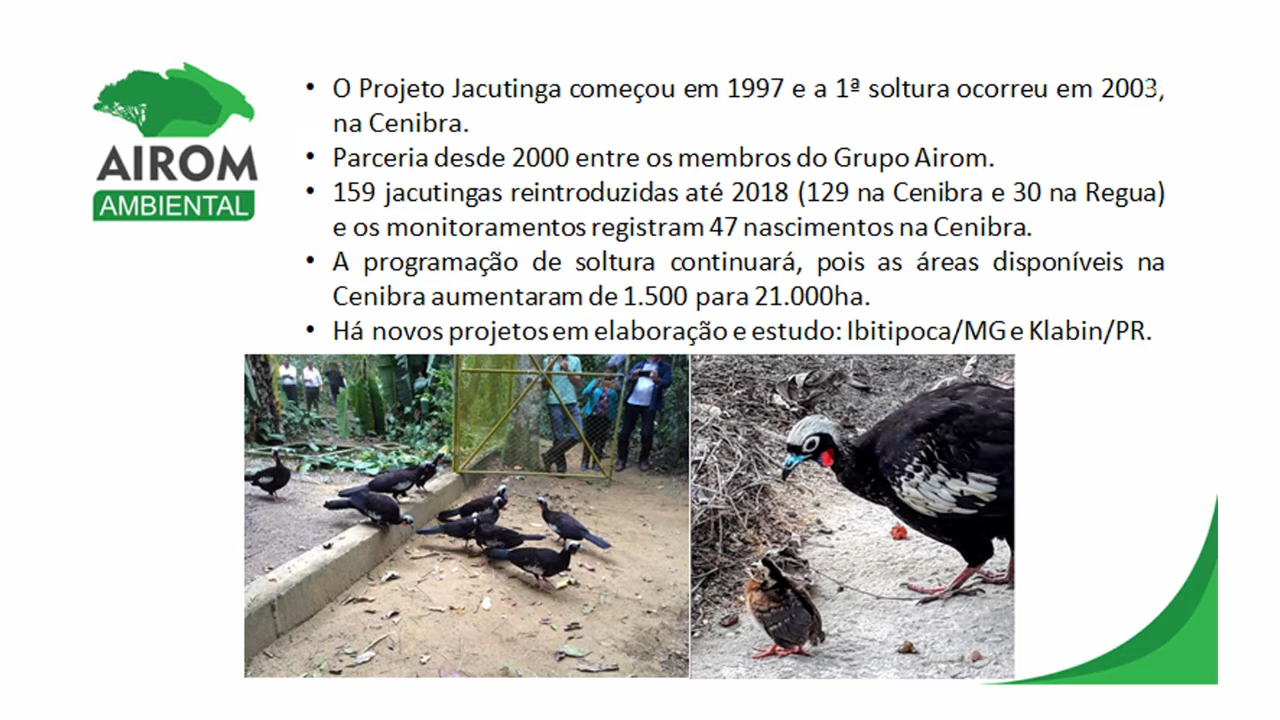 AIROM
AMBIENTAL
• O Projeto Jacutinga começou em 1997 e a 1ª soltura ocorreu em 2003,
na Cenibra.
• Parceria desde 2000 entre os membros do Grupo Airom.
• 159 jacutingas reintroduzidas até 2018 (129 na Cenibra e 30 na Regua)
e os monitoramentos registram 47 nascimentos na Cenibra.
• A programação de soltura continuará, pois as áreas disponíveis na
Cenibra aumentaram de 1.500 para 21.000ha.
• Há novos projetos em elaboração e estudo: Ibitipoca/MG e Klabin/PR.